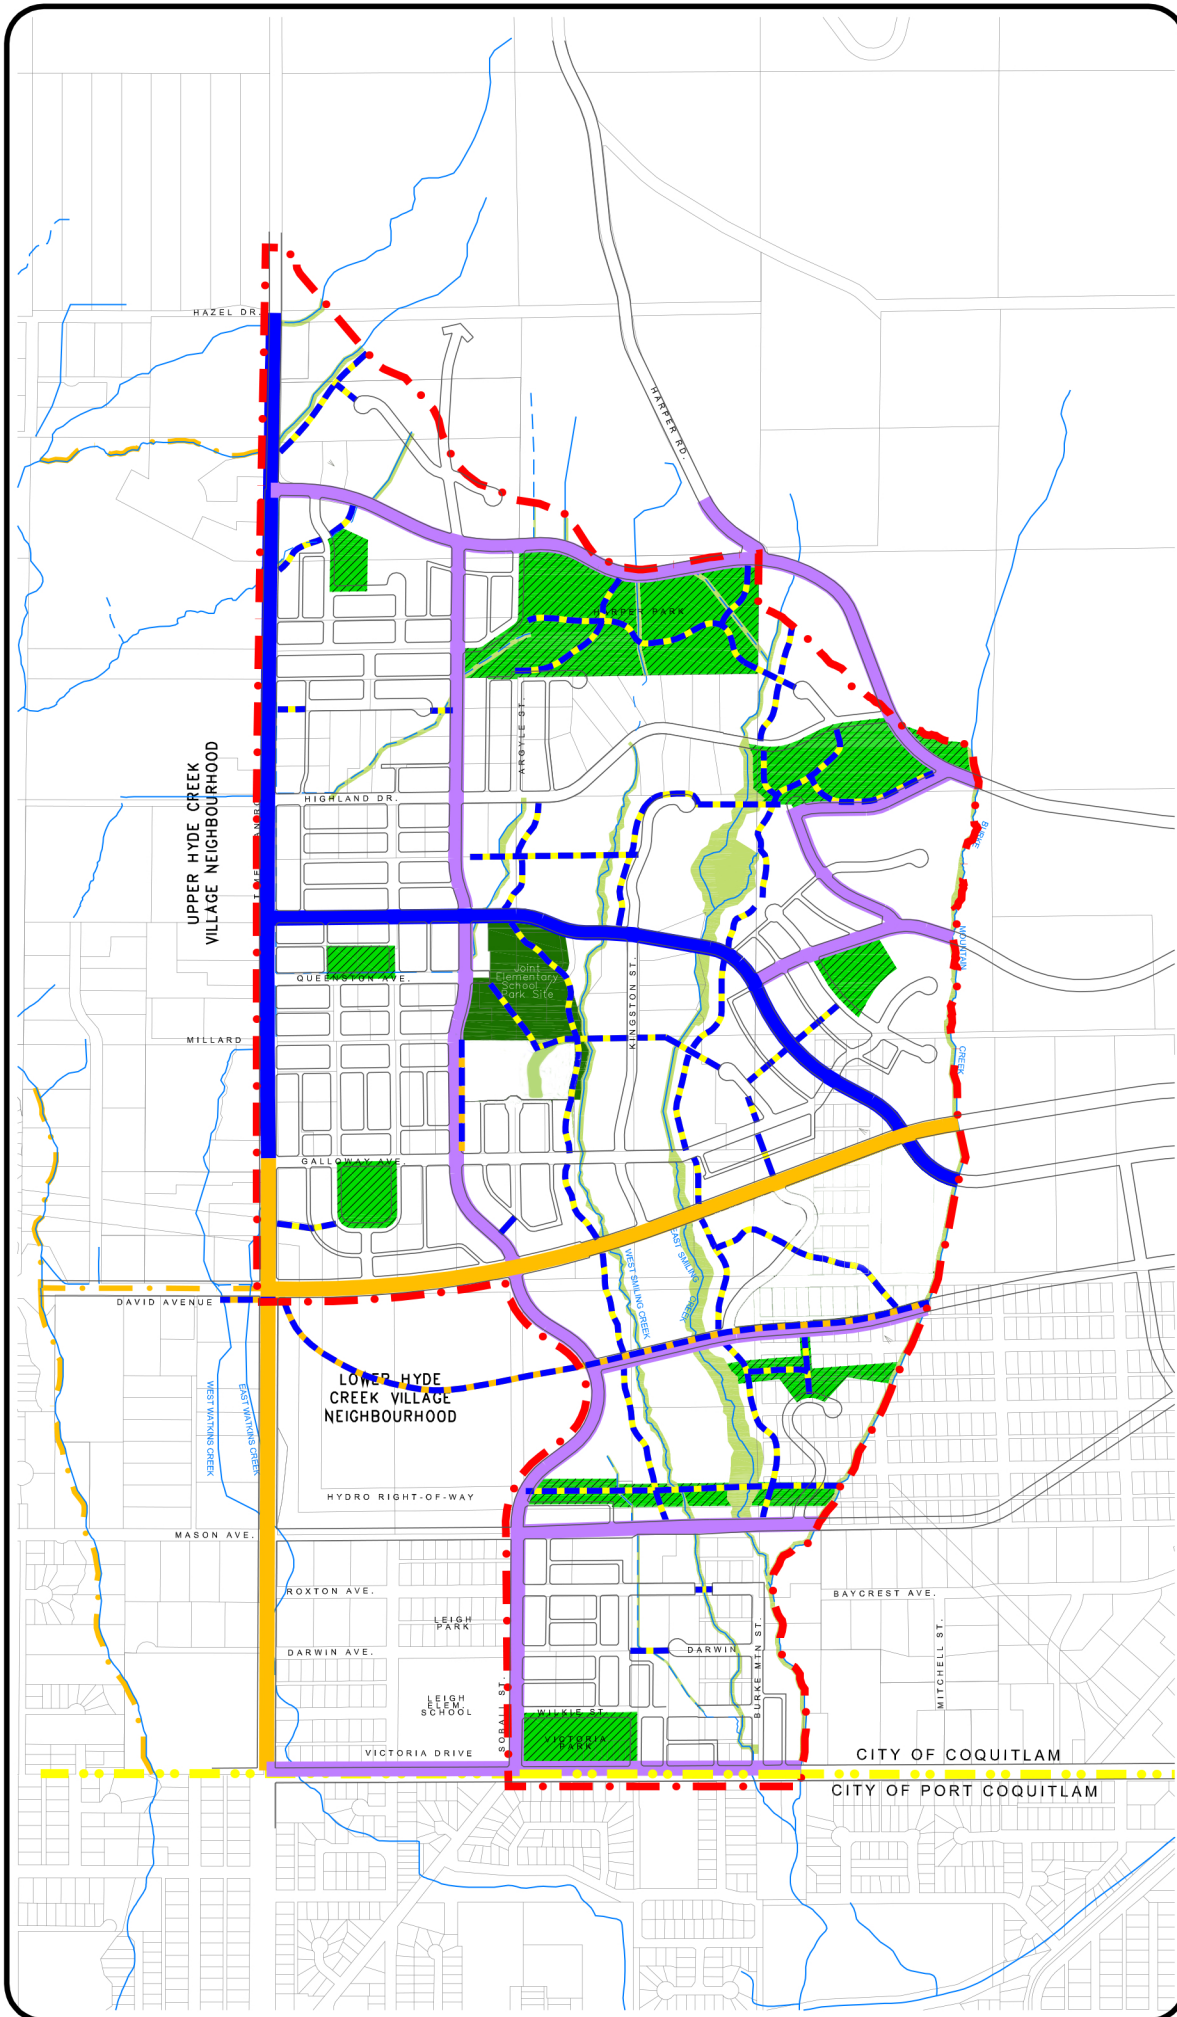 HAZEL DR.
HARPER RD.
HARPER PARK
ARGYLE ST.
UPPER HYDE CREEK
VILLAGE NEIGHBOURHOOD
HIGHLAND DR.
BURKE
MOUNTAIN
CREEK
Joint
Elementary
School /
Park Site
QUEENSTON AVE.
KINGSTON ST.
MILLARD
GALLOWAY AVE.
WEST SMILING CREEK
EAST SMILING
CREEK
DAVID AVENUE
LOWER HYDE
CREEK VILLAGE
NEIGHBOURHOOD
WEST WATKINS CREEK
EAST WATKINS CREEK
HYDRO RIGHT-OF-WAY
MASON AVE.
ROXTON AVE.
BAYCREST AVE.
LEIGH
PARK
DARWIN AVE.
DARWIN
BURKE MTN ST.
MITCHELL ST.
LEIGH
ELEM.
SCHOOL
SOBALL ST.
WILKIE ST.
VICTORIA
PARK
VICTORIA DRIVE
CITY OF COQUITLAM
CITY OF PORT COQUITLAM